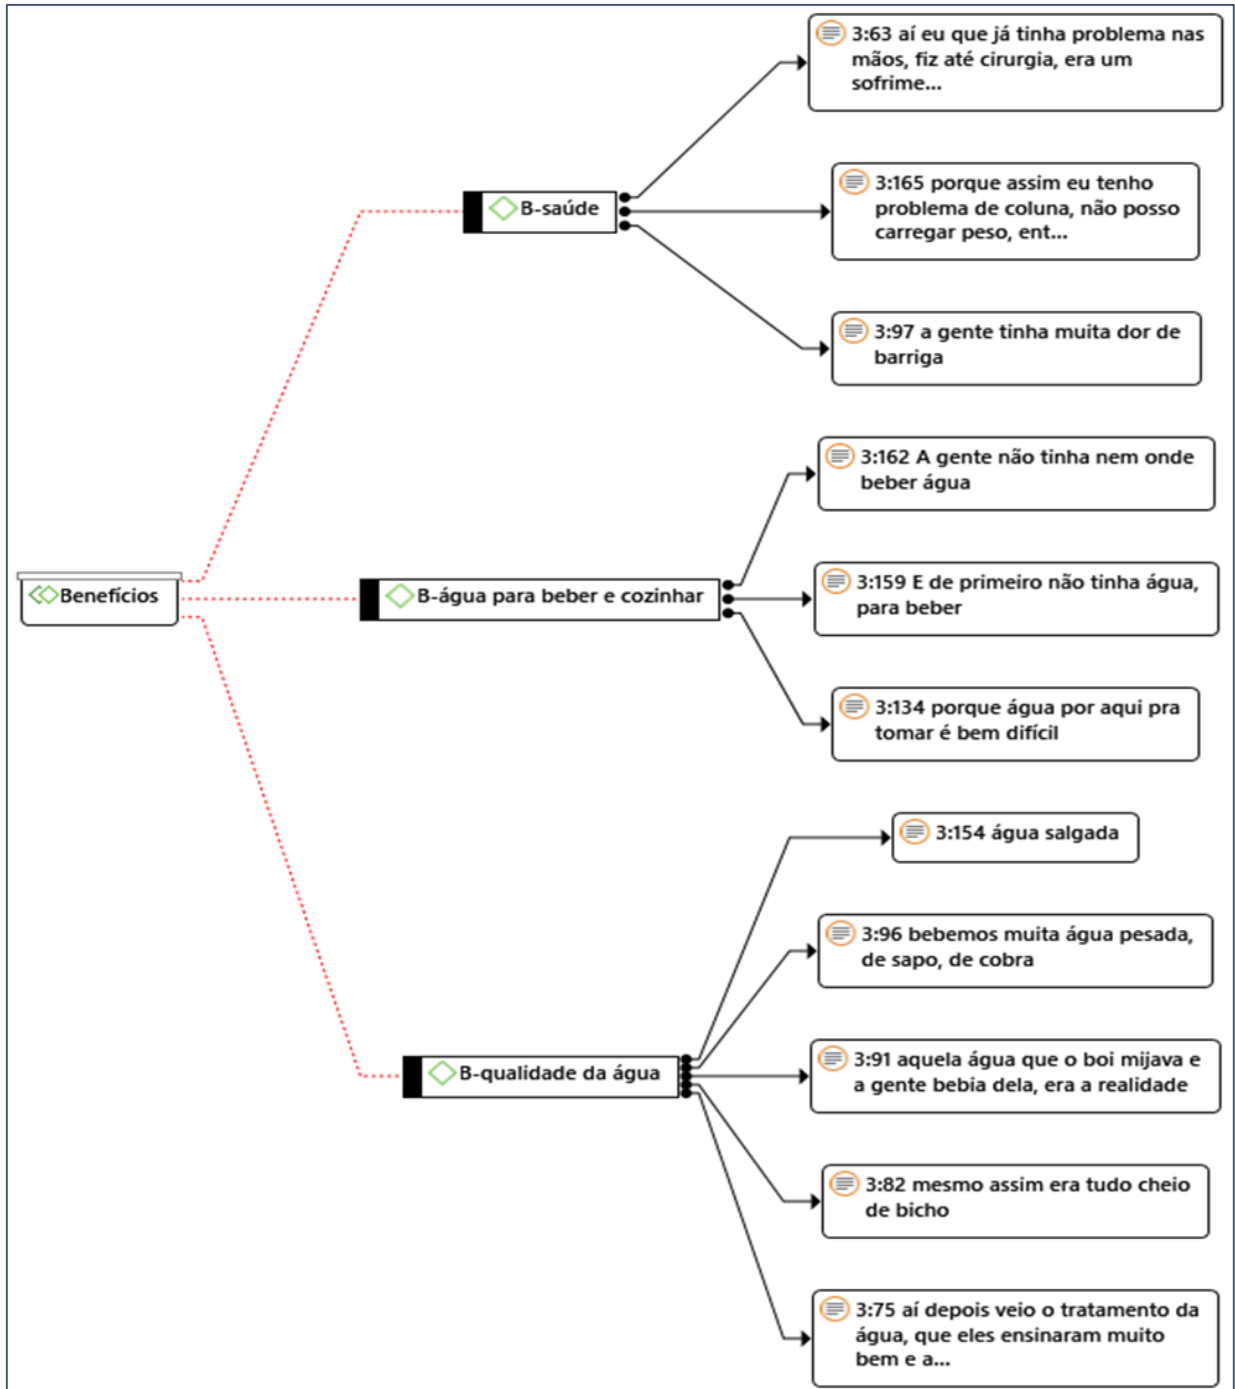 3:63 aí eu que já tinha problema nas
mãos, fiz até cirurgia, era um
sofrime...
B-saúde
3:165 porque assim eu tenho
problema de coluna, não posso
carregar peso, ent...
3:97 a gente tinha muita dor de
barriga
3:162 A gente não tinha nem onde
beber água
Benefícios
B-água para beber e cozinhar
3:159 E de primeiro não tinha água,
para beber
3:134 porque água por aqui pra
tomar é bem difícil
3:154 água salgada
3:96 bebemos muita água pesada,
de sapo, de cobra
B-qualidade da água
3:91 aquela água que o boi mijava e
a gente bebia dela, era a realidade
3:82 mesmo assim era tudo cheio
de bicho
3:75 aí depois veio o tratamento da
água, que eles ensinaram muito
bem e a...